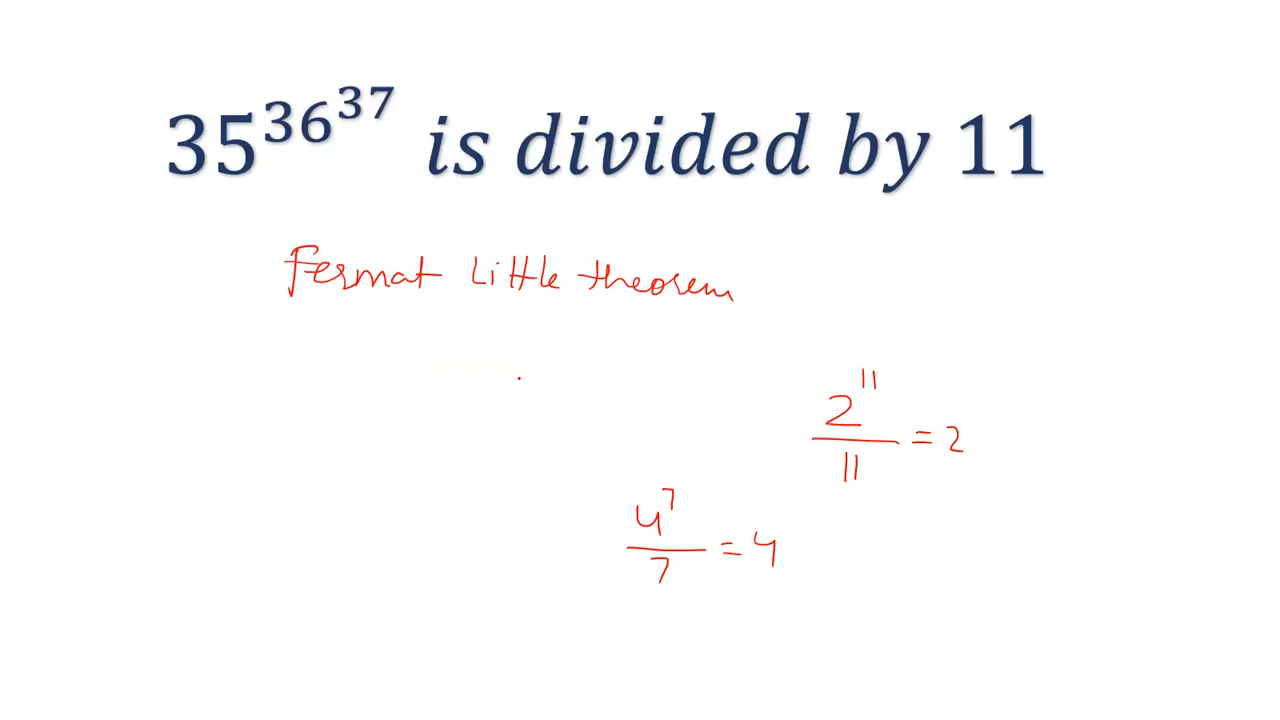 35^{36^{37}} is divided by 11
Fermat Little theorem
2^{11}/11 = 2
4^7/7 = 4